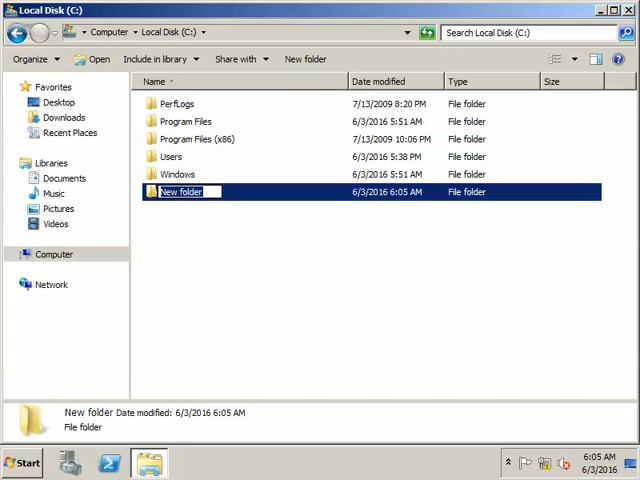 Local Disk (C:)
Computer Local Disk (C:) Search Local Disk (C:)
Organize Open Include in library Share with New folder
Favorites
Desktop
Downloads
Recent Places
Libraries
Documents
Music
Pictures
Videos
Computer
Network
Name Date modified Type Size
PerfLogs 7/13/2009 8:20 PM File folder
Program Files 6/3/2016 5:51 AM File folder
Program Files (x86) 7/13/2009 10:06 PM File folder
Users 6/3/2016 5:38 PM File folder
Windows 6/3/2016 5:51 AM File folder
New folder 6/3/2016 6:05 AM File folder
New folder Date modified: 6/3/2016 6:05 AM
File folder
Start
6:05 AM
6/3/2016